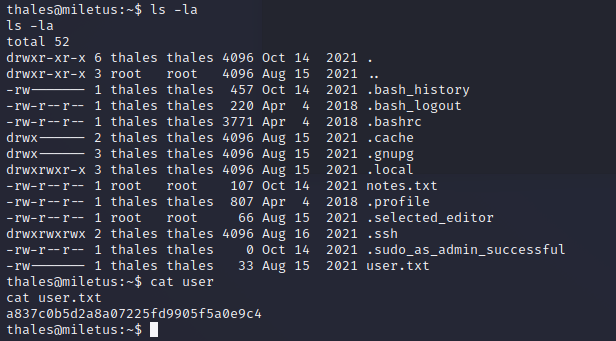 thales@miletus:~$ ls -la
ls -la
total 52
drwxr-xr-x 6 thales thales 4096 Oct 14  2021 .
drwxr-xr-x 3 root   root   4096 Aug 15  2021 ..
-rw------- 1 thales thales  457 Oct 14  2021 .bash_history
-rw-r--r-- 1 thales thales  220 Apr  4  2018 .bash_logout
-rw-r--r-- 1 thales thales 3771 Apr  4  2018 .bashrc
drwx------ 2 thales thales 4096 Aug 15  2021 .cache
drwx------ 3 thales thales 4096 Aug 15  2021 .gnupg
drwxrwxr-x 3 thales thales 4096 Aug 15  2021 .local
-rw-r--r-- 1 root   root    107 Oct 14  2021 notes.txt
-rw-r--r-- 1 thales thales  807 Apr  4  2018 .profile
-rw-r--r-- 1 root   root     66 Aug 15  2021 .selected_editor
drwxrwxrwx 2 thales thales 4096 Aug 16  2021 .ssh
-rw-r--r-- 1 thales thales    0 Oct 14  2021 .sudo_as_admin_successful
-rw------- 1 thales thales   33 Aug 15  2021 user.txt
thales@miletus:~$ cat user
cat user.txt
a837c0b5d2a8a07225fd9905f5a0e9c4
thales@miletus:~$